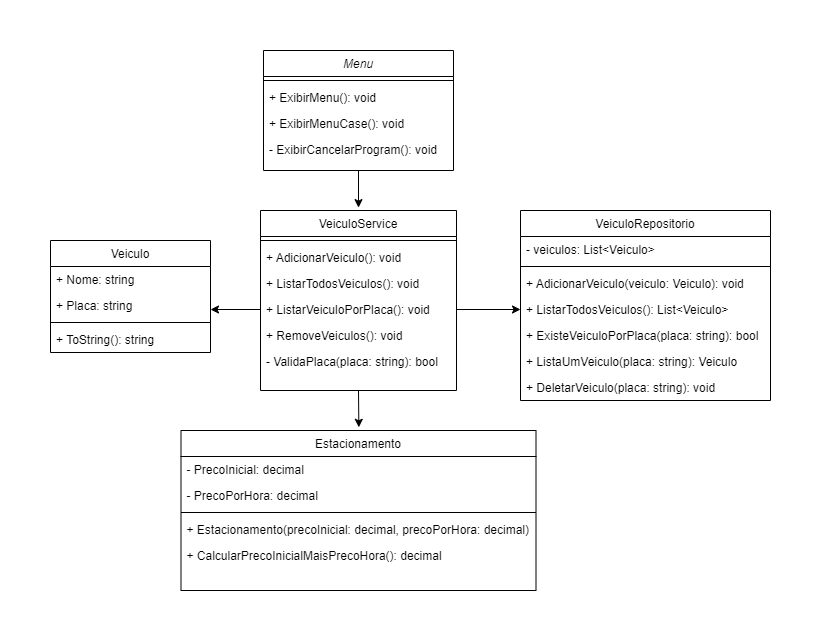 Menu
+ ExibirMenu(): void
+ ExibirMenuCase(): void
- ExibirCancelarProgram(): void
VeiculoService
+ AdicionarVeiculo(): void
+ ListarTodosVeiculos(): void
+ ListarVeiculoPorPlaca(): void
+ RemoveVeiculos(): void
- ValidaPlaca(placa: string): bool
Veiculo
+ Nome: string
+ Placa: string
+ ToString(): string
VeiculoRepositorio
- veiculos: List<Veiculo>
+ AdicionarVeiculo(veiculo: Veiculo): void
+ ListarTodosVeiculos(): List<Veiculo>
+ ExisteVeiculoPorPlaca(placa: string): bool
+ ListaUmVeiculo(placa: string): Veiculo
+ DeletarVeiculo(placa: string): void
Estacionamento
- PrecoInicial: decimal
- PrecoPorHora: decimal
+ Estacionamento(precoInicial: decimal, precoPorHora: decimal)
+ CalcularPrecoInicialMaisPrecoHora(): decimal